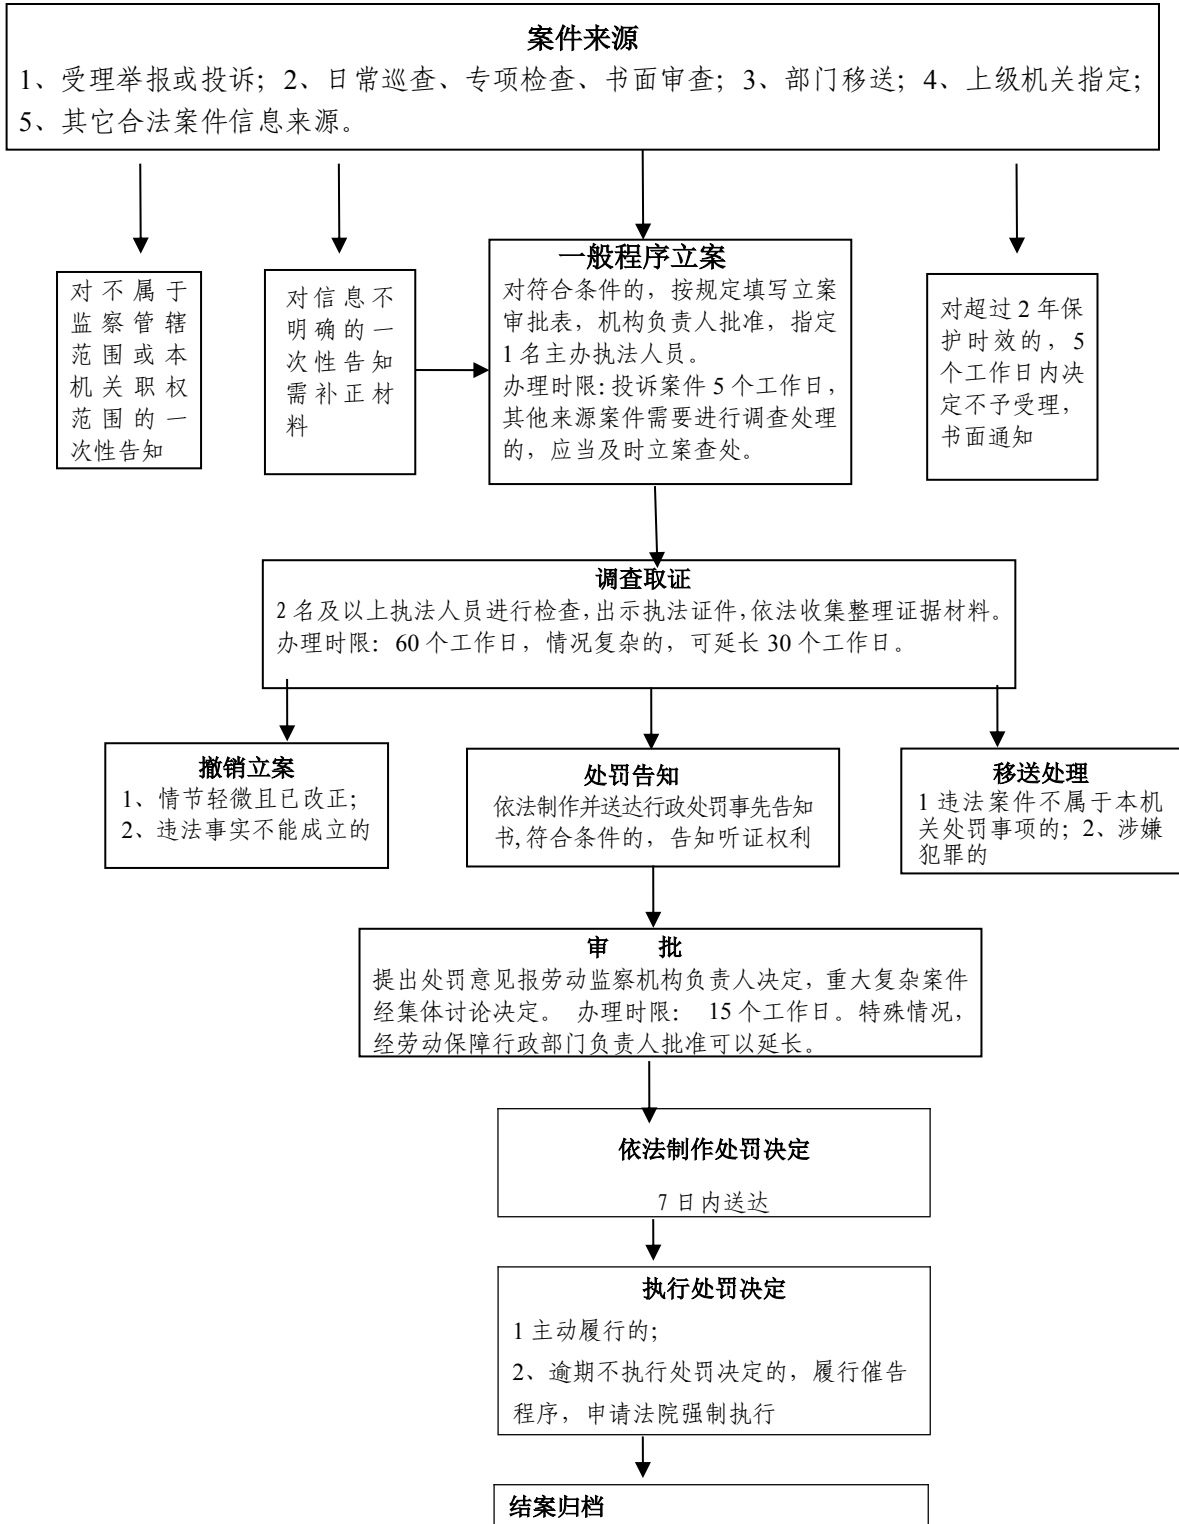 案件来源
1、受理举报或投诉；2、日常巡查、专项检查、书面审查；3、部门移送；4、上级机关指定；
5、其它合法案件信息来源。
对不属于
监察管辖
范围或本
机关职权
范围的一
次性告知
对信息不
明确的一
次性告知
需补正材
料
一般程序立案
对符合条件的，按规定填写立案
审批表，机构负责人批准，指定
1名主办执法人员。
办理时限：投诉案件 5 个工作日，
其他来源案件需要进行调查处理
的，应当及时立案查处。
对超过 2 年保
护时效的， 5
个工作日内决
定不予受理，
书面通知
调查取证
2 名及以上执法人员进行检查，出示执法证件，依法收集整理证据材料。
办理时限： 60 个工作日，情况复杂的，可延长 30 个工作日。
撤销立案
1、情节轻微且已改正；
2、违法事实不能成立的
处罚告知
依法制作并送达行政处罚事先告知
书，符合条件的，告知听证权利
移送处理
1 违法案件不属于本机
关处罚事项的；2、涉嫌
犯罪的
审 批
提出处罚意见报劳动监察机构负责人决定，重大复杂案件
经集体讨论决定。 办理时限： 15 个工作日。特殊情况，
经劳动保障行政部门负责人批准可以延长。
依法制作处罚决定
7 日内送达
执行处罚决定
1 主动履行的；
2、逾期不执行处罚决定的，履行催告
程序，申请法院强制执行
结案归档